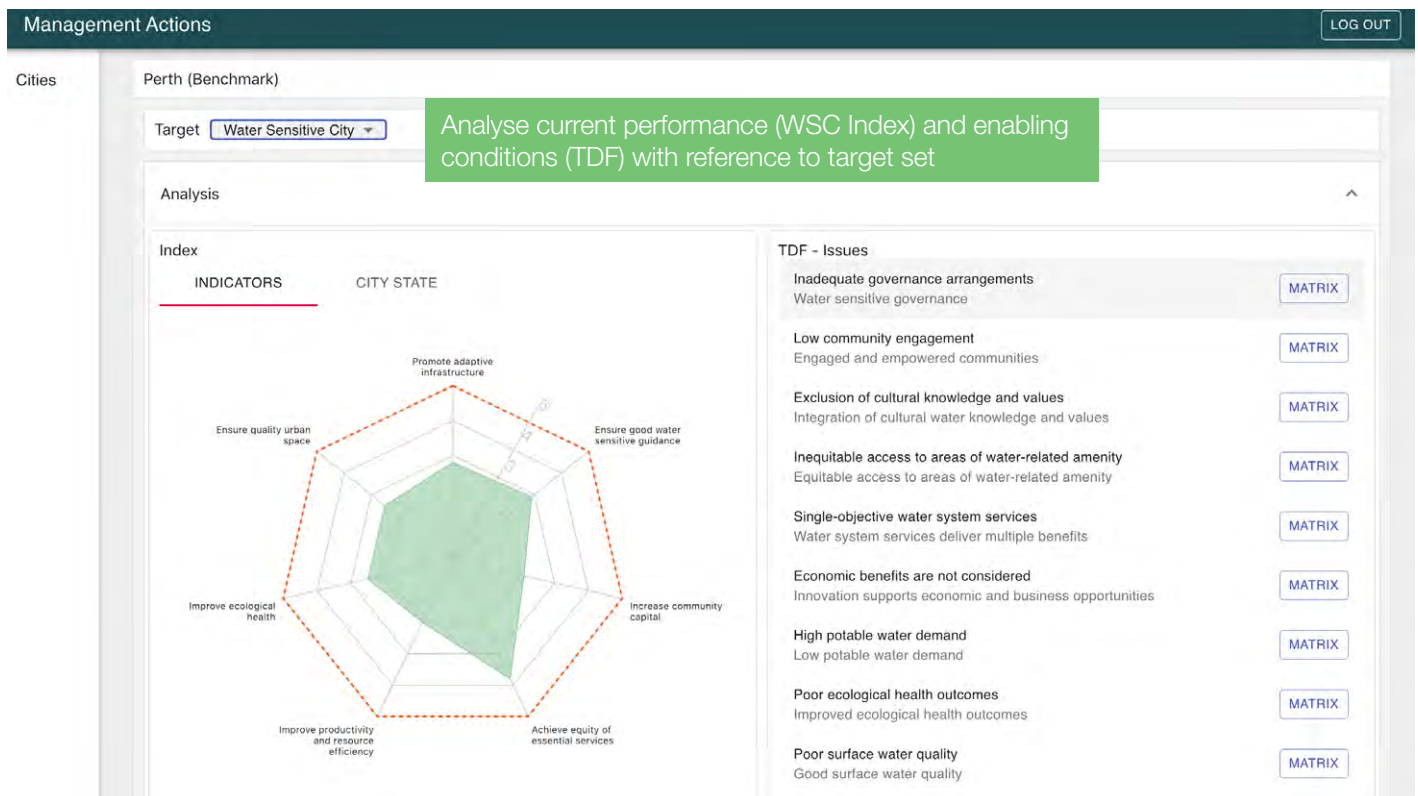 Management Actions
LOG OUT
Cities
Perth (Benchmark)
Target Water Sensitive City
Analyse current performance (WSC Index) and enabling
conditions (TDF) with reference to target set
Analysis
Index
INDICATORS
CITY STATE
Promote adaptive
infrastructure
Ensure good water
sensitive guidance
Increase community
capital
Achieve equity of
essential services
Improve productivity
and resource
efficiency
Improve ecological
health
Ensure quality urban
space
TDF - Issues
Inadequate governance arrangements
Water sensitive governance
MATRIX
Low community engagement
Engaged and empowered communities
MATRIX
Exclusion of cultural knowledge and values
Integration of cultural water knowledge and values
MATRIX
Inequitable access to areas of water-related amenity
Equitable access to areas of water-related amenity
MATRIX
Single-objective water system services
Water system services deliver multiple benefits
MATRIX
Economic benefits are not considered
Innovation supports economic and business opportunities
MATRIX
High potable water demand
Low potable water demand
MATRIX
Poor ecological health outcomes
Improved ecological health outcomes
MATRIX
Poor surface water quality
Good surface water quality
MATRIX